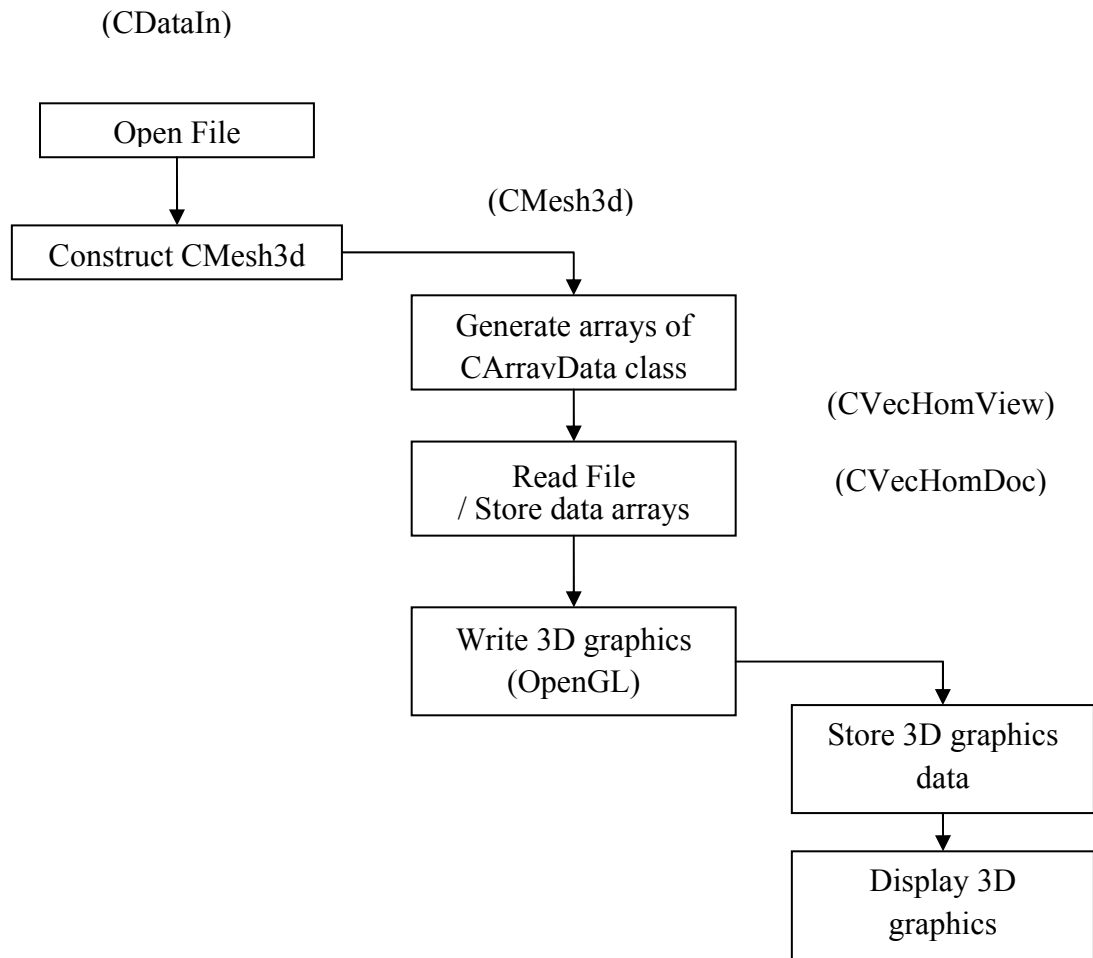 (CDataIn)
Open File
Construct CMesh3d
(CMesh3d)
Generate arrays of
CArrayData class
Read File
/ Store data arrays
Write 3D graphics
(OpenGL)
(CVecHomView)
(CVecHomDoc)
Store 3D graphics
data
Display 3D
graphics